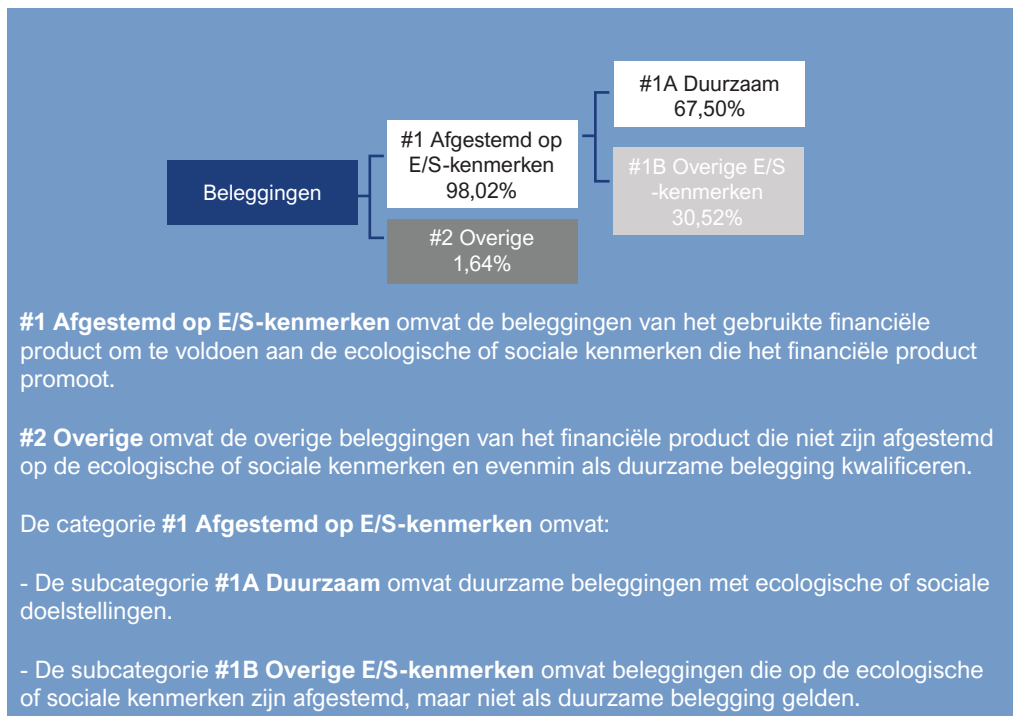 #1A Duurzaam
67,50%
#1 Afgestemd op
E/S-kenmerken
98,02%
#1B Overige E/S
-kenmerken
30,52%
Beleggingen
#2 Overige
1,64%
#1 Afgestemd op E/S-kenmerken omvat de beleggingen van het gebruikte financiële
product om te voldoen aan de ecologische of sociale kenmerken die het financiële product
promoot.
#2 Overige omvat de overige beleggingen van het financiële product die niet zijn afgestemd
op de ecologische of sociale kenmerken en evenmin als duurzame belegging kwalificeren.
De categorie #1 Afgestemd op E/S-kenmerken omvat:
- De subcategorie #1A Duurzaam omvat duurzame beleggingen met ecologische of sociale
doelstellingen.
- De subcategorie #1B Overige E/S-kenmerken omvat beleggingen die op de ecologische
of sociale kenmerken zijn afgestemd, maar niet als duurzame belegging gelden.